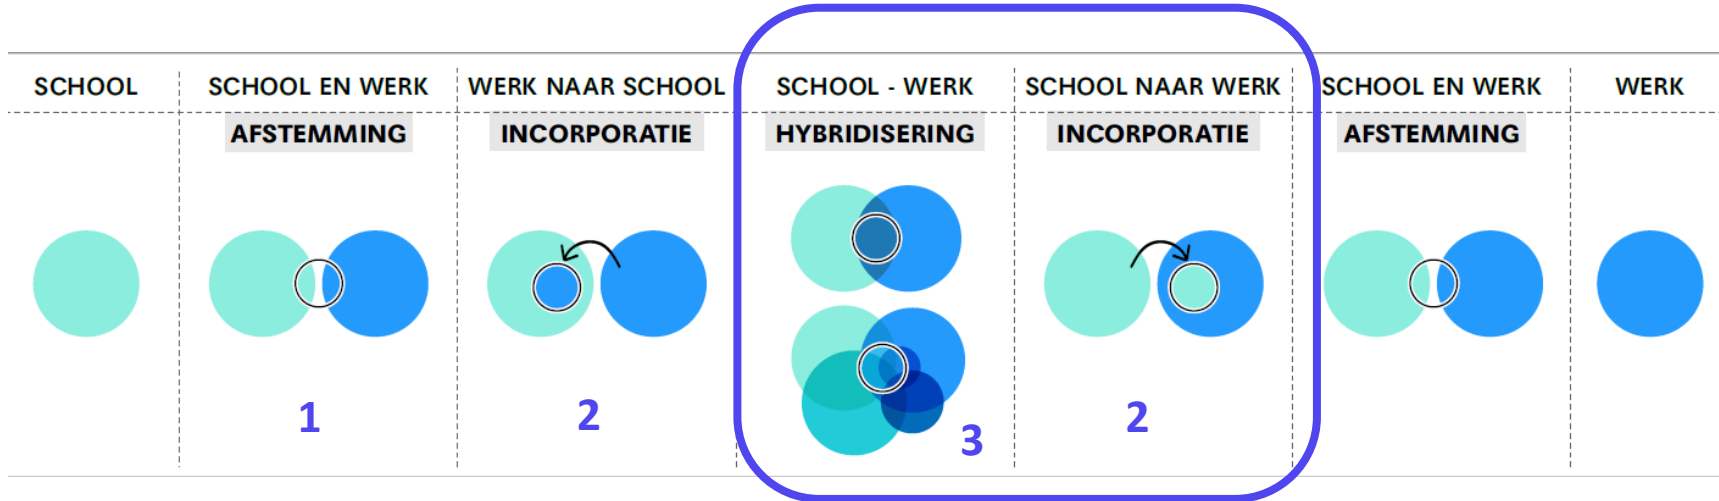 SCHOOL
SCHOOL EN WERK
WERK NAAR SCHOOL
SCHOOL - WERK
SCHOOL NAAR WERK
SCHOOL EN WERK
WERK
AFSTEMMING
INCORPORATIE
HYBRIDISERING
INCORPORATIE
AFSTEMMING
1
2
3
2